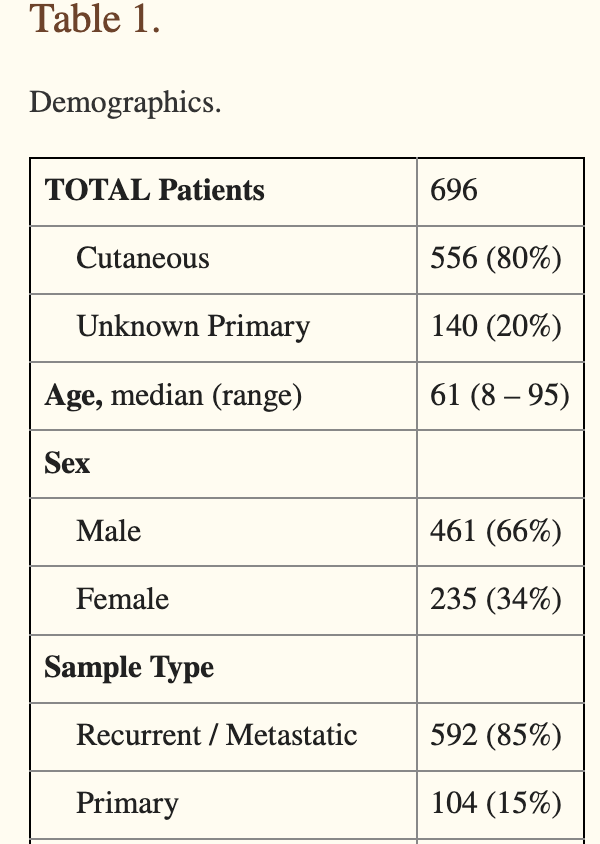 Table 1.
Demographics.
TOTAL Patients 696
Cutaneous 556 (80%)
Unknown Primary 140 (20%)
Age, median (range) 61 (8 – 95)
Sex
Male 461 (66%)
Female 235 (34%)
Sample Type
Recurrent / Metastatic 592 (85%)
Primary 104 (15%)